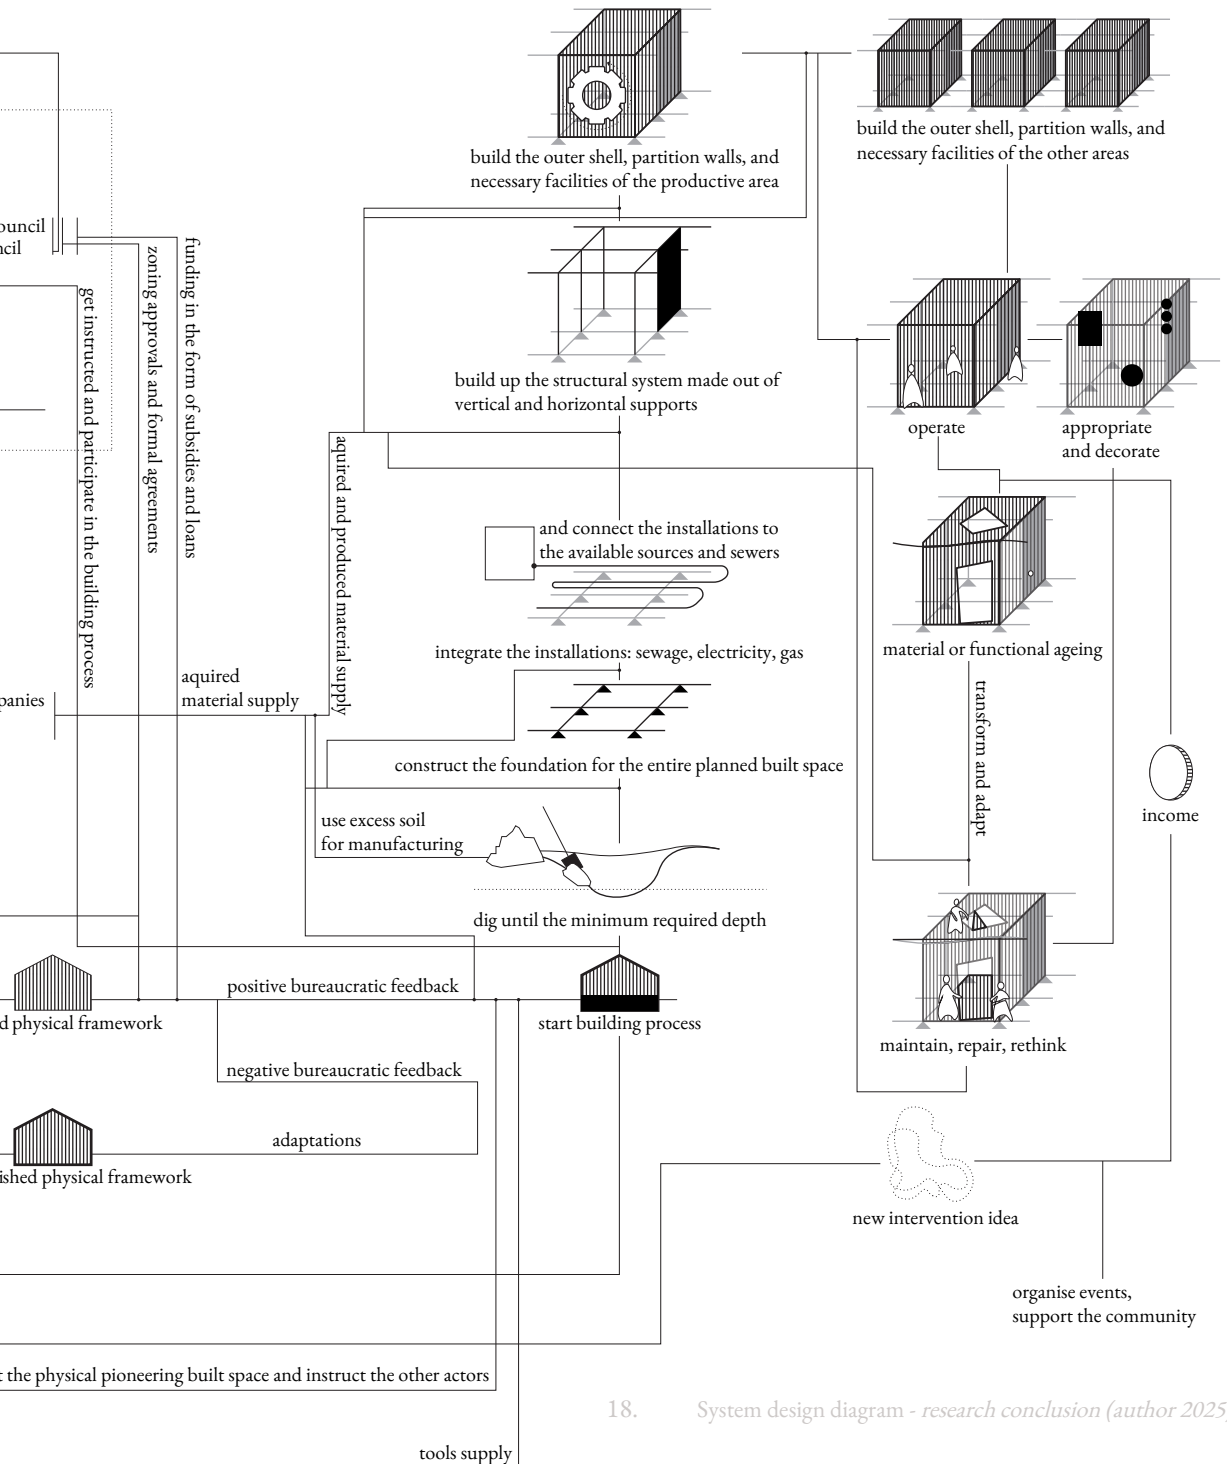 build the outer shell, partition walls, and
necessary facilities of the productive area
build the outer shell, partition walls, and
necessary facilities of the other areas
ouncil
ncil
get instructed and participate in the building process
zoning approvals and formal agreements
funding in the form of subsidies and loans
build up the structural system made out of
vertical and horizontal supports
operate
appropriate
and decorate
aquired and produced material supply
and connect the installations to
the available sources and sewers
integrate the installations: sewage, electricity, gas
material or functional ageing
panies
aquired
material supply
transform and adapt
construct the foundation for the entire planned built space
use excess soil
for manufacturing
income
dig until the minimum required depth
positive bureaucratic feedback
d physical framework
start building process
maintain, repair, rethink
negative bureaucratic feedback
adaptations
ished physical framework
new intervention idea
organise events,
support the community
t the physical pioneering built space and instruct the other actors
18. System design diagram - research conclusion (author 2025)
tools supply